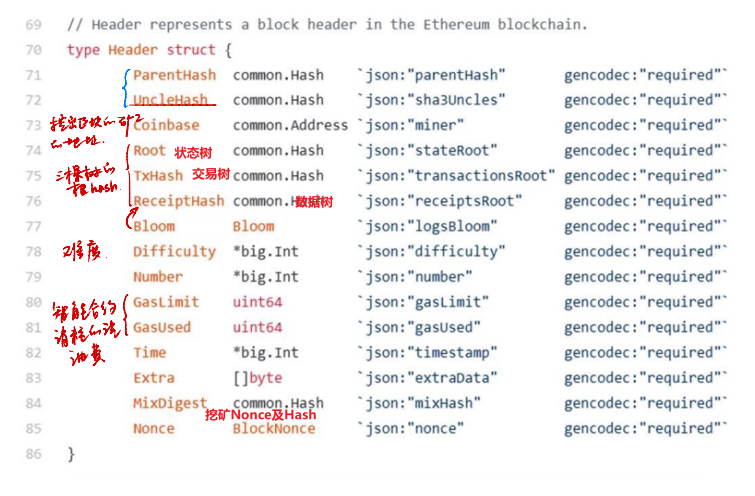 69 // Header represents a block header in the Ethereum blockchain.
70 type Header struct {
71 ParentHash common.Hash `json:"parentHash" gencodec:"required"`
72 UncleHash common.Hash `json:"sha3Uncles" gencodec:"required"`
挖出区块的矿工的地址.
73 Coinbase common.Address `json:"miner" gencodec:"required"`
74 Root 状态树 common.Hash `json:"stateRoot" gencodec:"required"`
三棵树的根hash.
75 TxHash 交易树 common.Hash `json:"transactionsRoot" gencodec:"required"`
76 ReceiptHash common.H数据树 `json:"receiptsRoot" gencodec:"required"`
77 Bloom Bloom `json:"logsBloom" gencodec:"required"`
难度.
78 Difficulty *big.Int `json:"difficulty" gencodec:"required"`
79 Number *big.Int `json:"number" gencodec:"required"`
智能合约
80 GasLimit uint64 `json:"gasLimit" gencodec:"required"`
81 GasUsed uint64 `json:"gasUsed" gencodec:"required"`
油费
82 Time *big.Int `json:"timestamp" gencodec:"required"`
83 Extra []byte `json:"extraData" gencodec:"required"`
84 MixDigest common.Hash `json:"mixHash" gencodec:"required"`
挖矿Nonce及Hash
85 Nonce BlockNonce `json:"nonce" gencodec:"required"`
86 }